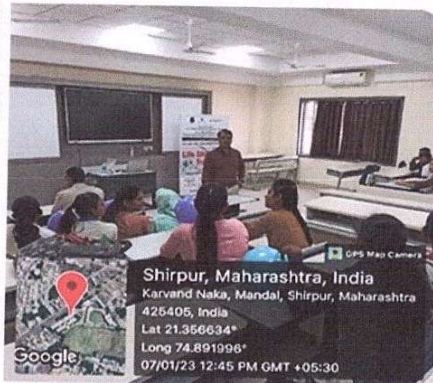 Life
GPS Map Camera
Shirpur, Maharashtra, India
Karvand Naka, Mandal, Shirpur, Maharashtra
425405, India
Lat 21.356634°
Long 74.891996°
07/01/23 12:45 PM GMT +05:30
Google